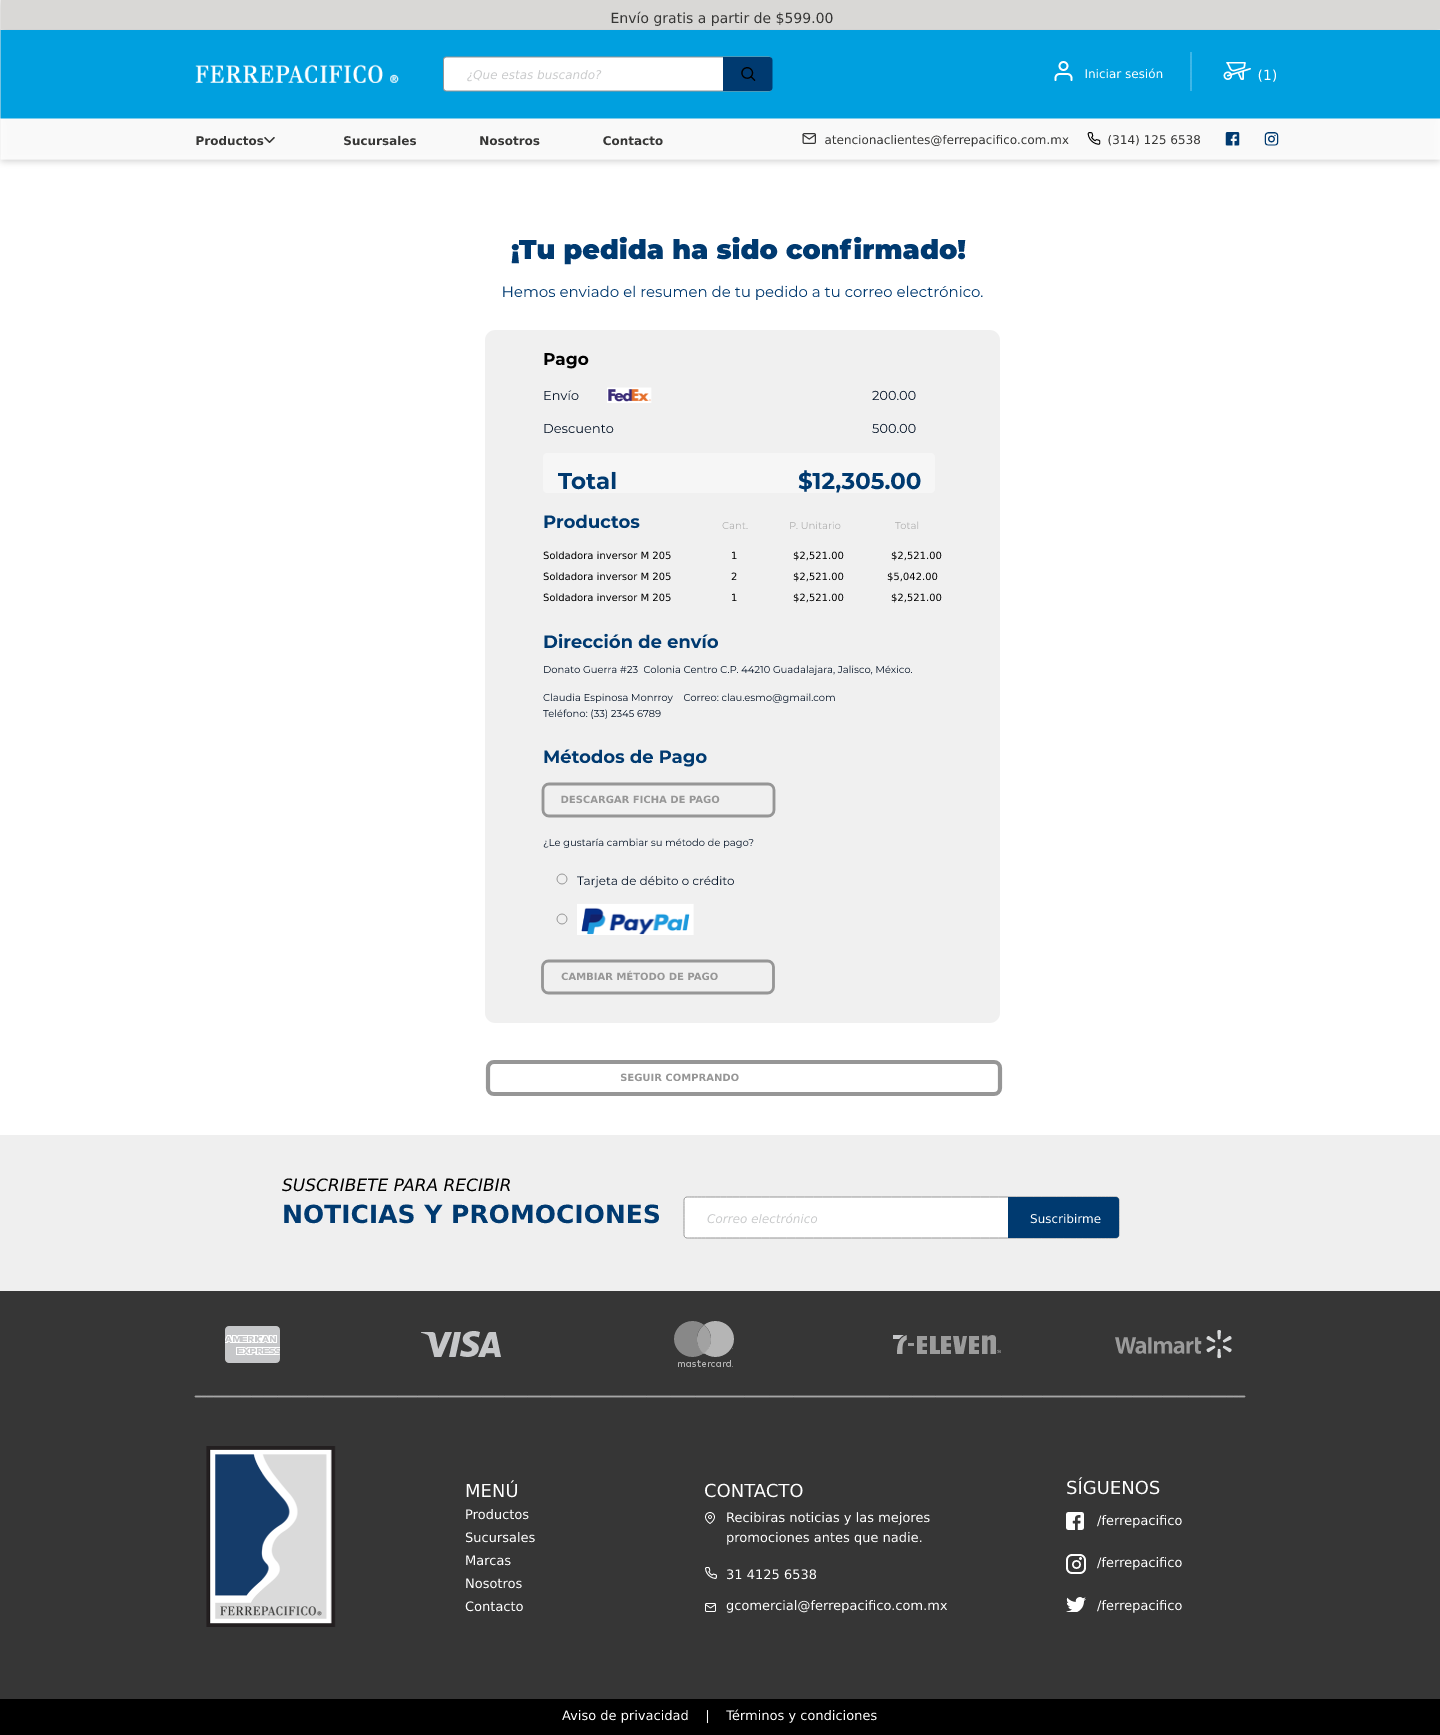 Envío gratis a partir de $599.00
FERREPACIFICO ®
¿Que estas buscando?
Iniciar sesión
(1)
Productos
Sucursales
Nosotros
Contacto
atencionaclientes@ferrepacifico.com.mx
(314) 125 6538
¡Tu pedida ha sido confirmado!
Hemos enviado el resumen de tu pedido a tu correo electrónico.
Pago
Envío FedEx 200.00
Descuento 500.00
Total $12,305.00
Productos Cant. P. Unitario Total
Soldadora inversor M 205 1 $2,521.00 $2,521.00
Soldadora inversor M 205 2 $2,521.00 $5,042.00
Soldadora inversor M 205 1 $2,521.00 $2,521.00
Dirección de envío
Donato Guerra #23 Colonia Centro C.P. 44210 Guadalajara, Jalisco, México.
Claudia Espinosa Monrroy Correo: clau.esmo@gmail.com
Teléfono: (33) 2345 6789
Métodos de Pago
DESCARGAR FICHA DE PAGO
¿Le gustaría cambiar su método de pago?
Tarjeta de débito o crédito
PayPal
CAMBIAR MÉTODO DE PAGO
SEGUIR COMPRANDO
SUSCRIBETE PARA RECIBIR
NOTICIAS Y PROMOCIONES
Correo electrónico
Suscribirme
AMERICAN
EXPRESS
VISA
mastercard.
7-ELEVEn
Walmart
FERREPACIFICO®
MENÚ
Productos
Sucursales
Marcas
Nosotros
Contacto
CONTACTO
Recibiras noticias y las mejores
promociones antes que nadie.
31 4125 6538
gcomercial@ferrepacifico.com.mx
SÍGUENOS
/ferrepacifico
/ferrepacifico
/ferrepacifico
Aviso de privacidad | Términos y condiciones